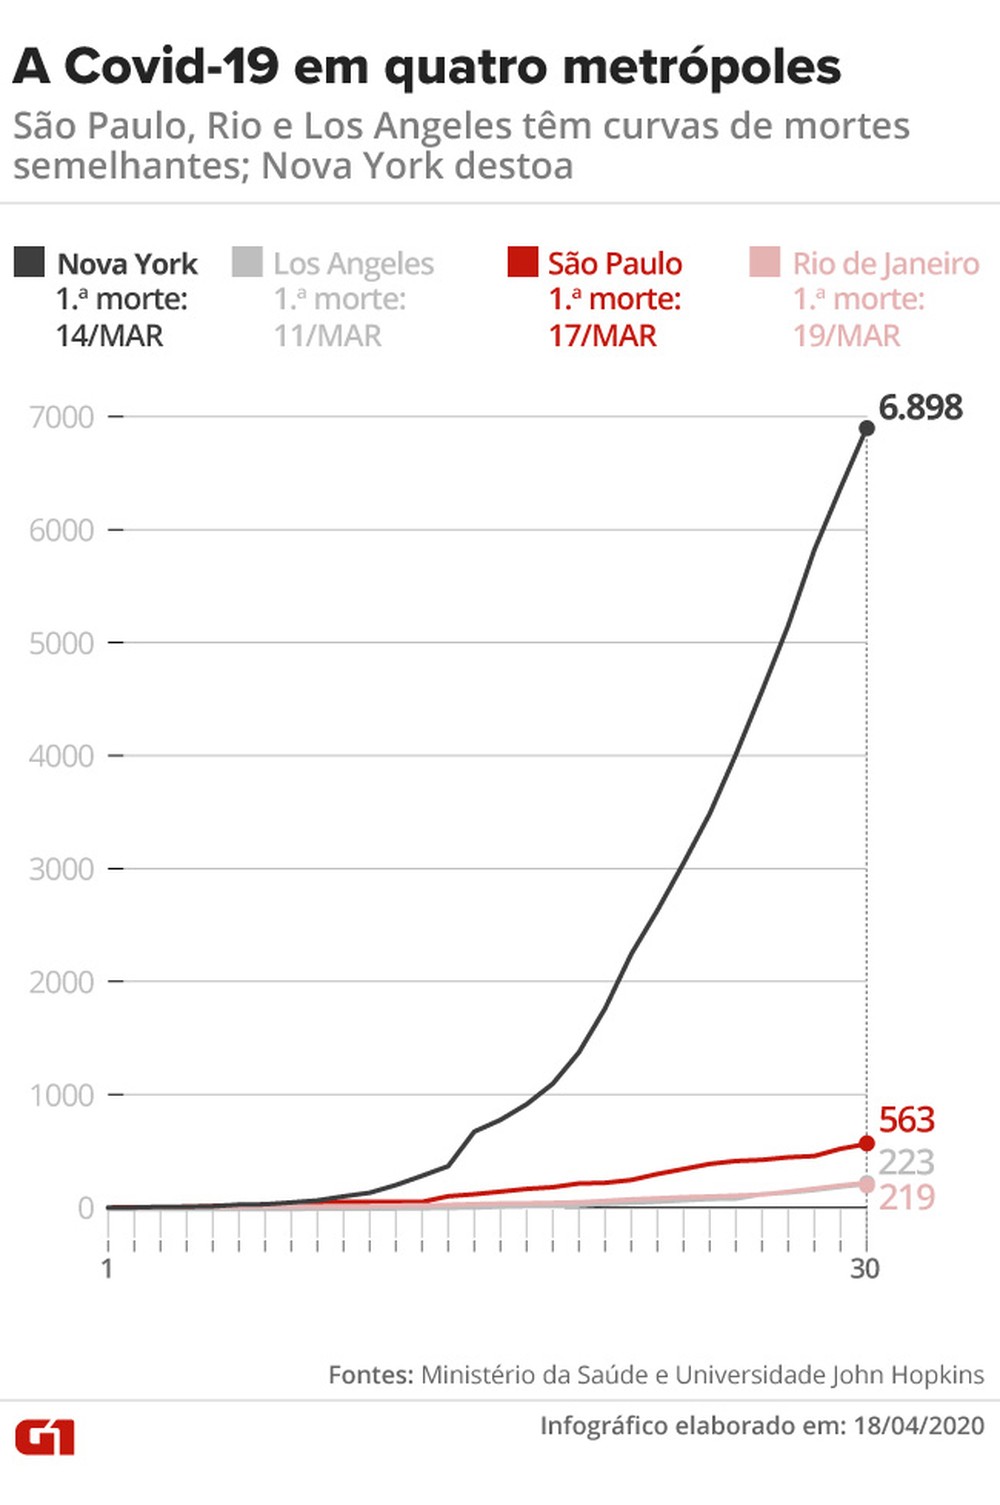 A Covid-19 em quatro metrópoles
São Paulo, Rio e Los Angeles têm curvas de mortes
semelhantes; Nova York destoa
Nova York
1.ª morte:
14/MAR
Los Angeles
1.ª morte:
11/MAR
São Paulo
1.ª morte:
17/MAR
Rio de Janeiro
1.ª morte:
19/MAR
7000
6.898
6000
5000
4000
3000
2000
1000
563
223
219
0
1
30
Fontes: Ministério da Saúde e Universidade John Hopkins
G1
Infográfico elaborado em: 18/04/2020